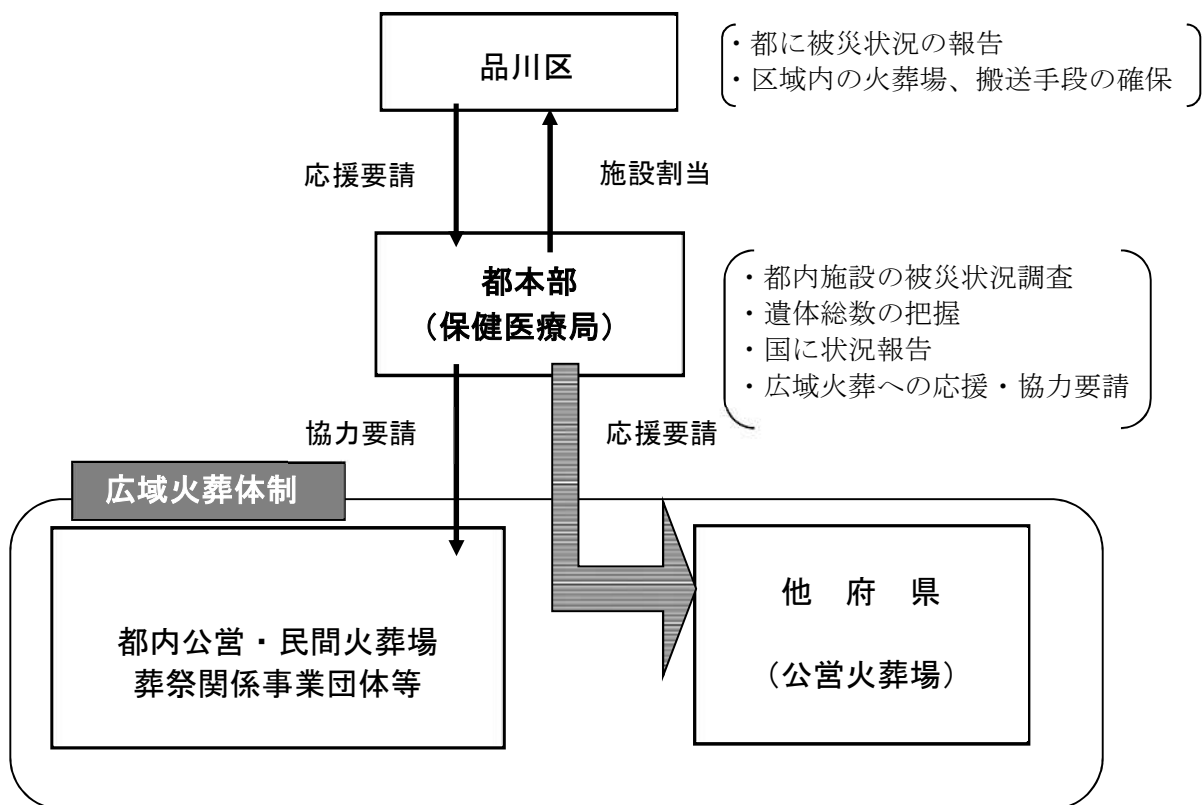 品川区
・都に被災状況の報告
・区域内の火葬場、搬送手段の確保
応援要請
施設割当
都本部
(保健医療局)
・都内施設の被災状況調査
・遺体総数の把握
・国に状況報告
・広域火葬への応援・協力要請
協力要請
応援要請
広域火葬体制
都内公営・民間火葬場
葬祭関係事業団体等
他　府　県
(公営火葬場)